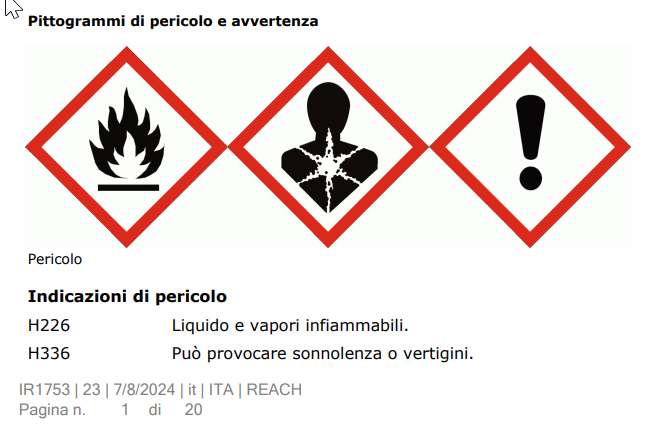 Pittogrammi di pericolo e avvertenza
Pericolo
Indicazioni di pericolo
H226 Liquido e vapori infiammabili.
H336 Può provocare sonnolenza o vertigini.
IR1753 | 23 | 7/8/2024 | it | ITA | REACH
Pagina n. 1 di 20